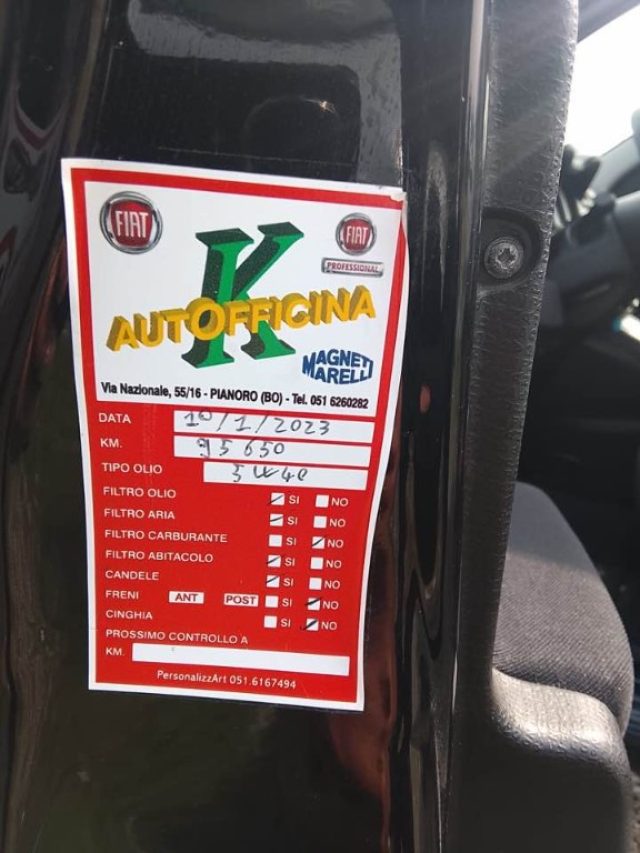 FIAT
FIAT
PROFESSIONAL
K
AUTOFFICINA
MAGNETI
MARELLI
Via Nazionale, 55/16 - PIANORO (BO) - Tel. 051 6260282
DATA 10/1/2023
KM. 95650
TIPO OLIO 5W40
FILTRO OLIO SI NO
FILTRO ARIA SI NO
FILTRO CARBURANTE SI NO
FILTRO ABITACOLO SI NO
CANDELE SI NO
FRENI ANT POST SI NO
CINGHIA SI NO
PROSSIMO CONTROLLO A
KM.
PersonalizzArt 051.6167494